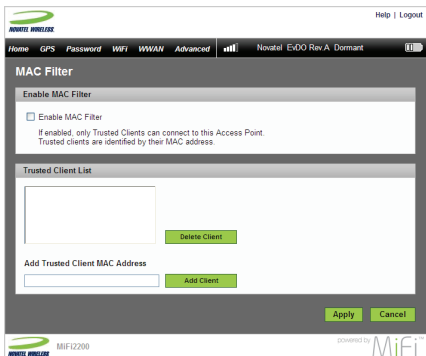 Help | Logout
NOVATEL WIRELESS.
Home GPS Password WiFi WWAN Advanced Novatel EvDO Rev.A Dormant
MAC Filter
Enable MAC Filter
Enable MAC Filter
If enabled, only Trusted Clients can connect to this Access Point.
Trusted clients are identified by their MAC address.
Trusted Client List
Delete Client
Add Trusted Client MAC Address
Add Client
Apply Cancel
NOVATEL WIRELESS.
MiFi2200
powered by MiFi™